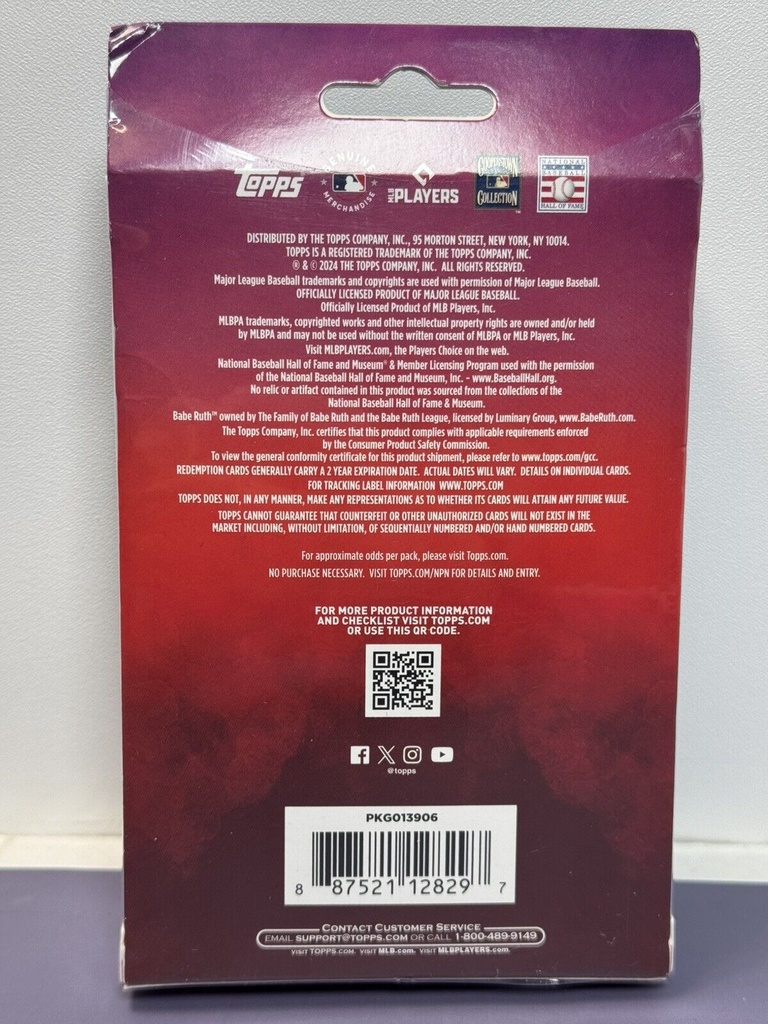 TOPPS
GENUINE
MERCHANDISE
MLB PLAYERS
COOPERSTOWN
COLLECTION
NATIONAL
BASEBALL
HALL OF FAME
DISTRIBUTED BY THE TOPPS COMPANY, INC., 95 MORTON STREET, NEW YORK, NY 10014.
TOPPS IS A REGISTERED TRADEMARK OF THE TOPPS COMPANY, INC.
® & © 2024 THE TOPPS COMPANY, INC. ALL RIGHTS RESERVED.
Major League Baseball trademarks and copyrights are used with permission of Major League Baseball.
OFFICIALLY LICENSED PRODUCT OF MAJOR LEAGUE BASEBALL.
Officially Licensed Product of MLB Players, Inc.
MLBPA trademarks, copyrighted works and other intellectual property rights are owned and/or held
by MLBPA and may not be used without the written consent of MLBPA or MLB Players, Inc.
Visit MLBPLAYERS.com, the Players Choice on the web.
National Baseball Hall of Fame and Museum® & Member Licensing Program used with the permission
of the National Baseball Hall of Fame and Museum, Inc. - www.BaseballHall.org.
No relic or artifact contained in this product was sourced from the collections of the
National Baseball Hall of Fame & Museum.
Babe Ruth™ owned by The Family of Babe Ruth and the Babe Ruth League, licensed by Luminary Group, www.BabeRuth.com.
The Topps Company, Inc. certifies that this product complies with applicable requirements enforced
by the Consumer Product Safety Commission.
To view the general conformity certificate for this product shipment, please refer to www.topps.com/gcc.
REDEMPTION CARDS GENERALLY CARRY A 2 YEAR EXPIRATION DATE. ACTUAL DATES WILL VARY. DETAILS ON INDIVIDUAL CARDS.
FOR TRACKING LABEL INFORMATION WWW.TOPPS.COM
TOPPS DOES NOT, IN ANY MANNER, MAKE ANY REPRESENTATIONS AS TO WHETHER ITS CARDS WILL ATTAIN ANY FUTURE VALUE.
TOPPS CANNOT GUARANTEE THAT COUNTERFEIT OR OTHER UNAUTHORIZED CARDS WILL NOT EXIST IN THE
MARKET INCLUDING, WITHOUT LIMITATION, OF SEQUENTIALLY NUMBERED AND/OR HAND NUMBERED CARDS.
For approximate odds per pack, please visit Topps.com.
NO PURCHASE NECESSARY. VISIT TOPPS.COM/NPN FOR DETAILS AND ENTRY.
FOR MORE PRODUCT INFORMATION
AND CHECKLIST VISIT TOPPS.COM
OR USE THIS QR CODE.
@topps
PKG013906
8 87521 12829 7
CONTACT CUSTOMER SERVICE
EMAIL SUPPORT@TOPPS.COM OR CALL 1-800-489-9149
VISIT TOPPS.COM. VISIT MLB.com. VISIT MLBPLAYERS.com.